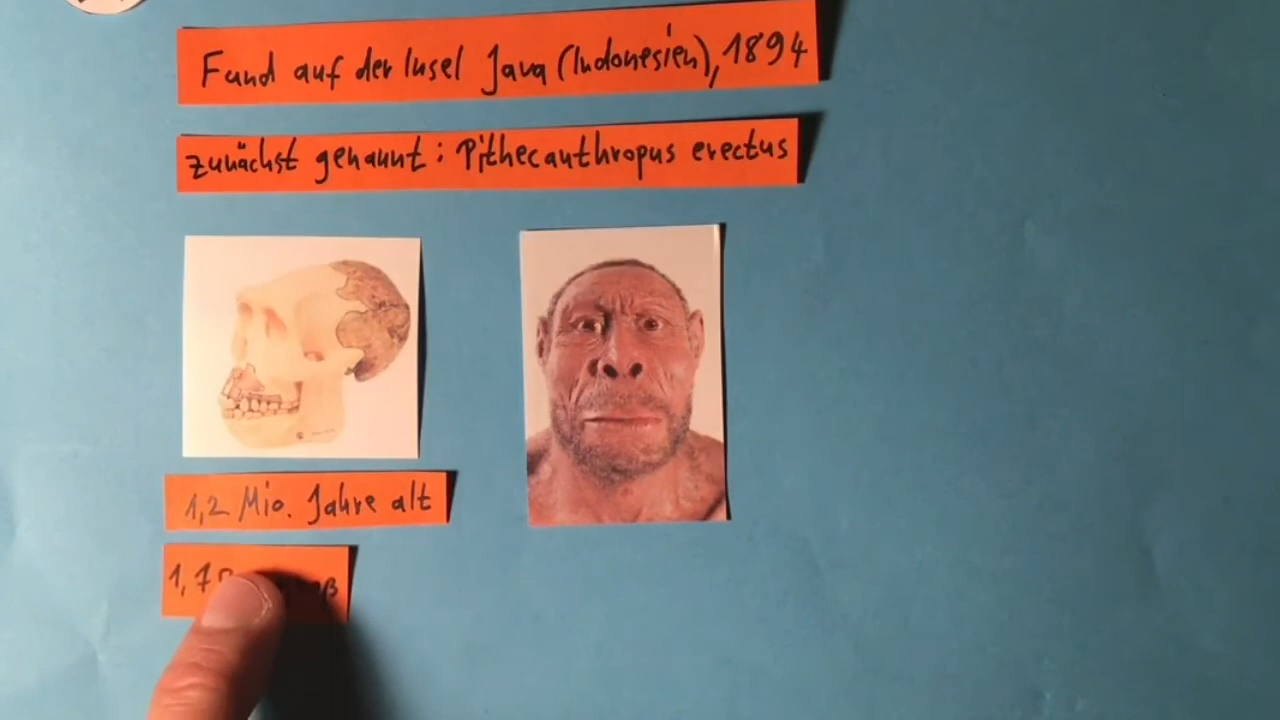 Fund auf der Insel Java (Indonesien), 1894
zunächst genannt: Pithecanthropus erectus
1,2 Mio. Jahre alt